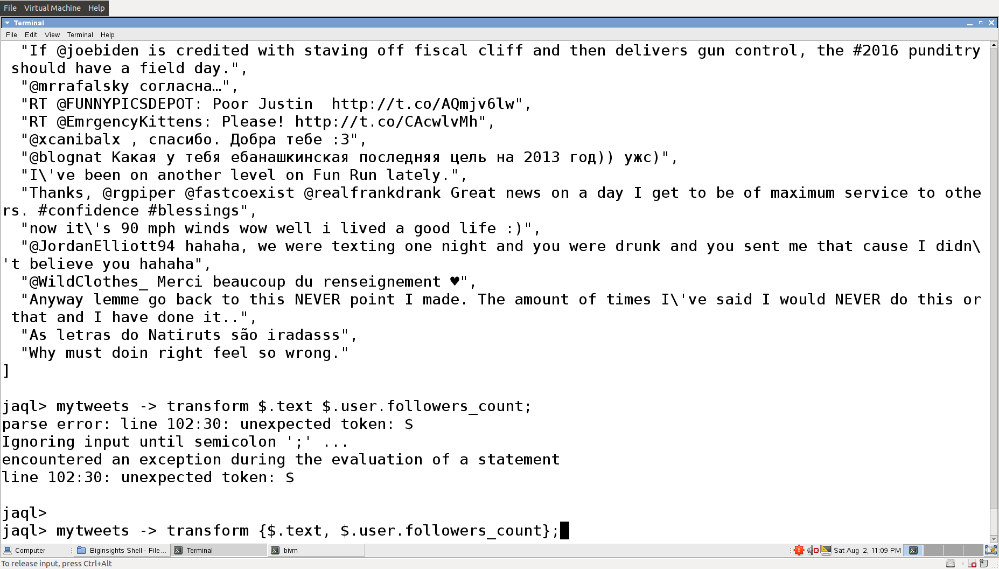 File Virtual Machine Help
Terminal
File Edit View Terminal Help
"If @joebiden is credited with staving off fiscal cliff and then delivers gun control, the #2016 punditry
should have a field day.",
"@mrrafalsky согласна…",
"RT @FUNNYPICSDEPOT: Poor Justin  http://t.co/AQmjv6lw",
"RT @EmrgencyKittens: Please! http://t.co/CAcwlvMh",
"@xcanibalx , спасибо. Добра тебе :3",
"@blognat Какая у тебя ебанашкинская последняя цель на 2013 год)) ужс)",
"I\'ve been on another level on Fun Run lately.",
"Thanks, @rgpiper @fastcoexist @realfrankdrank Great news on a day I get to be of maximum service to othe
rs. #confidence #blessings",
"now it\'s 90 mph winds wow well i lived a good life :)",
"@JordanElliott94 hahaha, we were texting one night and you were drunk and you sent me that cause I didn\
't believe you hahaha",
"@WildClothes_ Merci beaucoup du renseignement ♥",
"Anyway lemme go back to this NEVER point I made. The amount of times I\'ve said I would NEVER do this or
that and I have done it..",
"As letras do Natiruts são iradasss",
"Why must doin right feel so wrong."
]
jaql> mytweets -> transform $.text $.user.followers_count;
parse error: line 102:30: unexpected token: $
Ignoring input until semicolon ';' ...
encountered an exception during the evaluation of a statement
line 102:30: unexpected token: $
jaql>
jaql> mytweets -> transform {$.text, $.user.followers_count};
Computer BigInsights Shell - File... Terminal bivm Sat Aug 2, 11:09 PM
To release input, press Ctrl+Alt